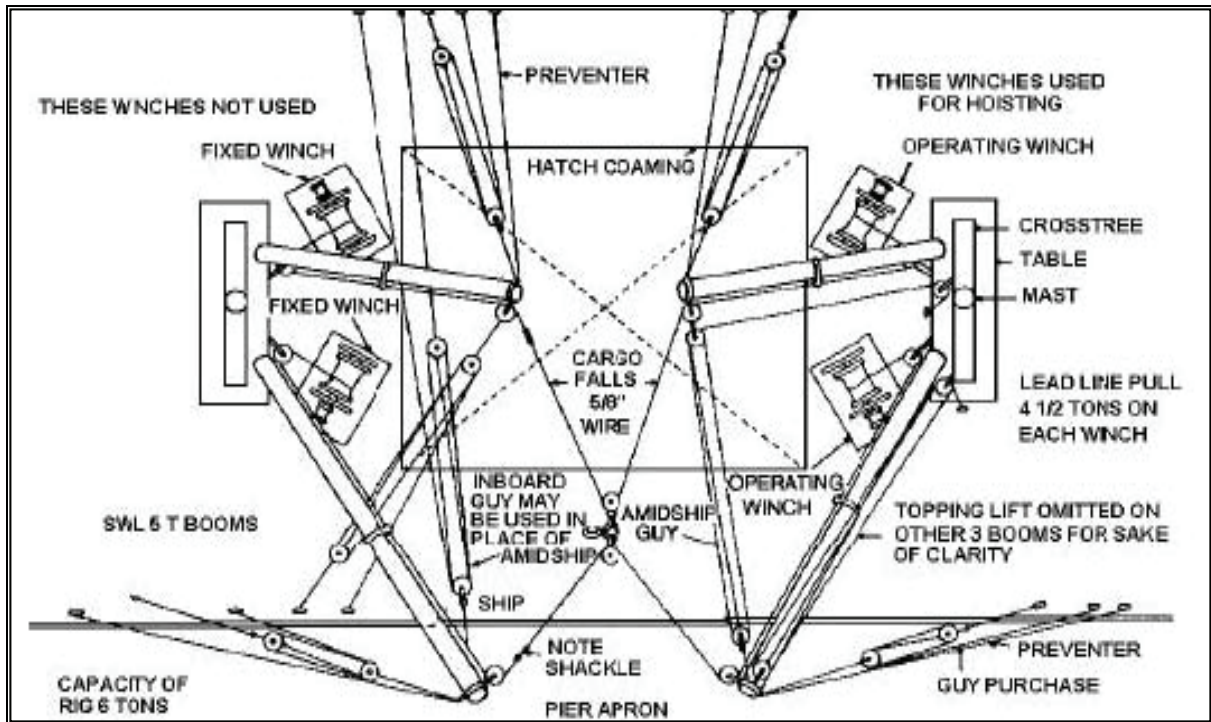 PREVENTER
THESE WINCHES NOT USED
THESE WINCHES USED
FOR HOISTING
FIXED WINCH
HATCH COAMING
OPERATING WINCH
CROSSTREE
TABLE
MAST
FIXED WINCH
CARGO
FALLS
5/8"
WIRE
LEAD LINE PULL
4 1/2 TONS ON
EACH WINCH
SWL 5 T BOOMS
INBOARD
GUY MAY
BE USED IN
PLACE OF
AMIDSHIP
AMIDSHIP
GUY
OPERATING
WINCH
TOPPING LIFT OMITTED ON
OTHER 3 BOOMS FOR SAKE
OF CLARITY
SHIP
NOTE
SHACKLE
PREVENTER
GUY PURCHASE
CAPACITY OF
RIG 6 TONS
PIER APRON